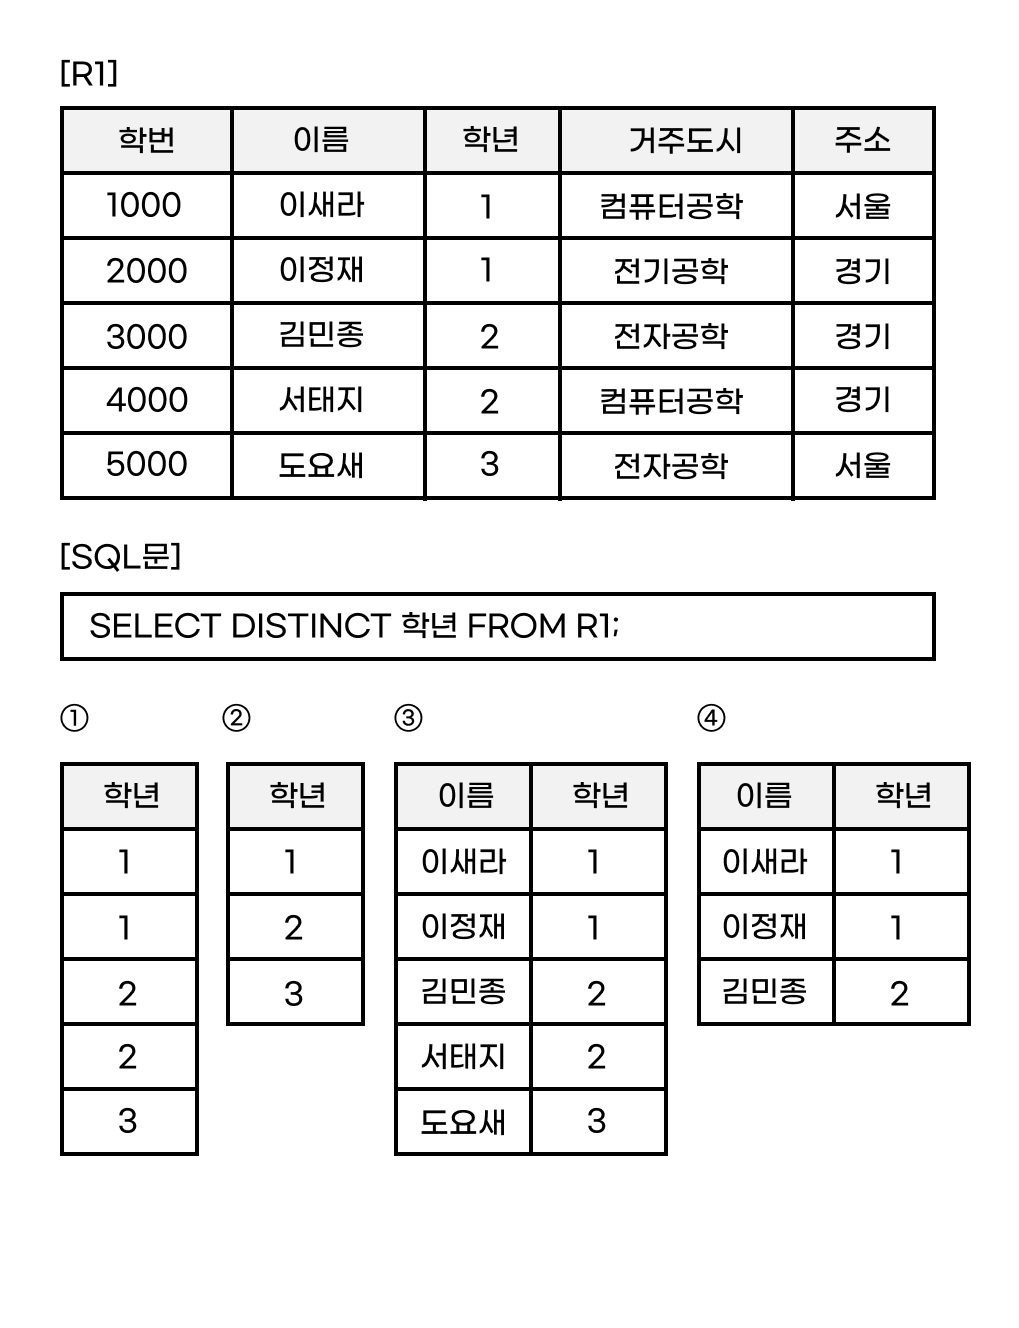 [R1]
학번 이름 학년 거주도시 주소
1000 이새라 1 컴퓨터공학 서울
2000 이정재 1 전기공학 경기
3000 김민종 2 전자공학 경기
4000 서태지 2 컴퓨터공학 경기
5000 도요새 3 전자공학 서울
[SQL문]
SELECT DISTINCT 학년 FROM R1;
① ② ③ ④
학년 학년 이름 학년 이름 학년
1 1 이새라 1 이새라 1
1 2 이정재 1 이정재 1
2 3 김민종 2 김민종 2
2 서태지 2
3 도요새 3